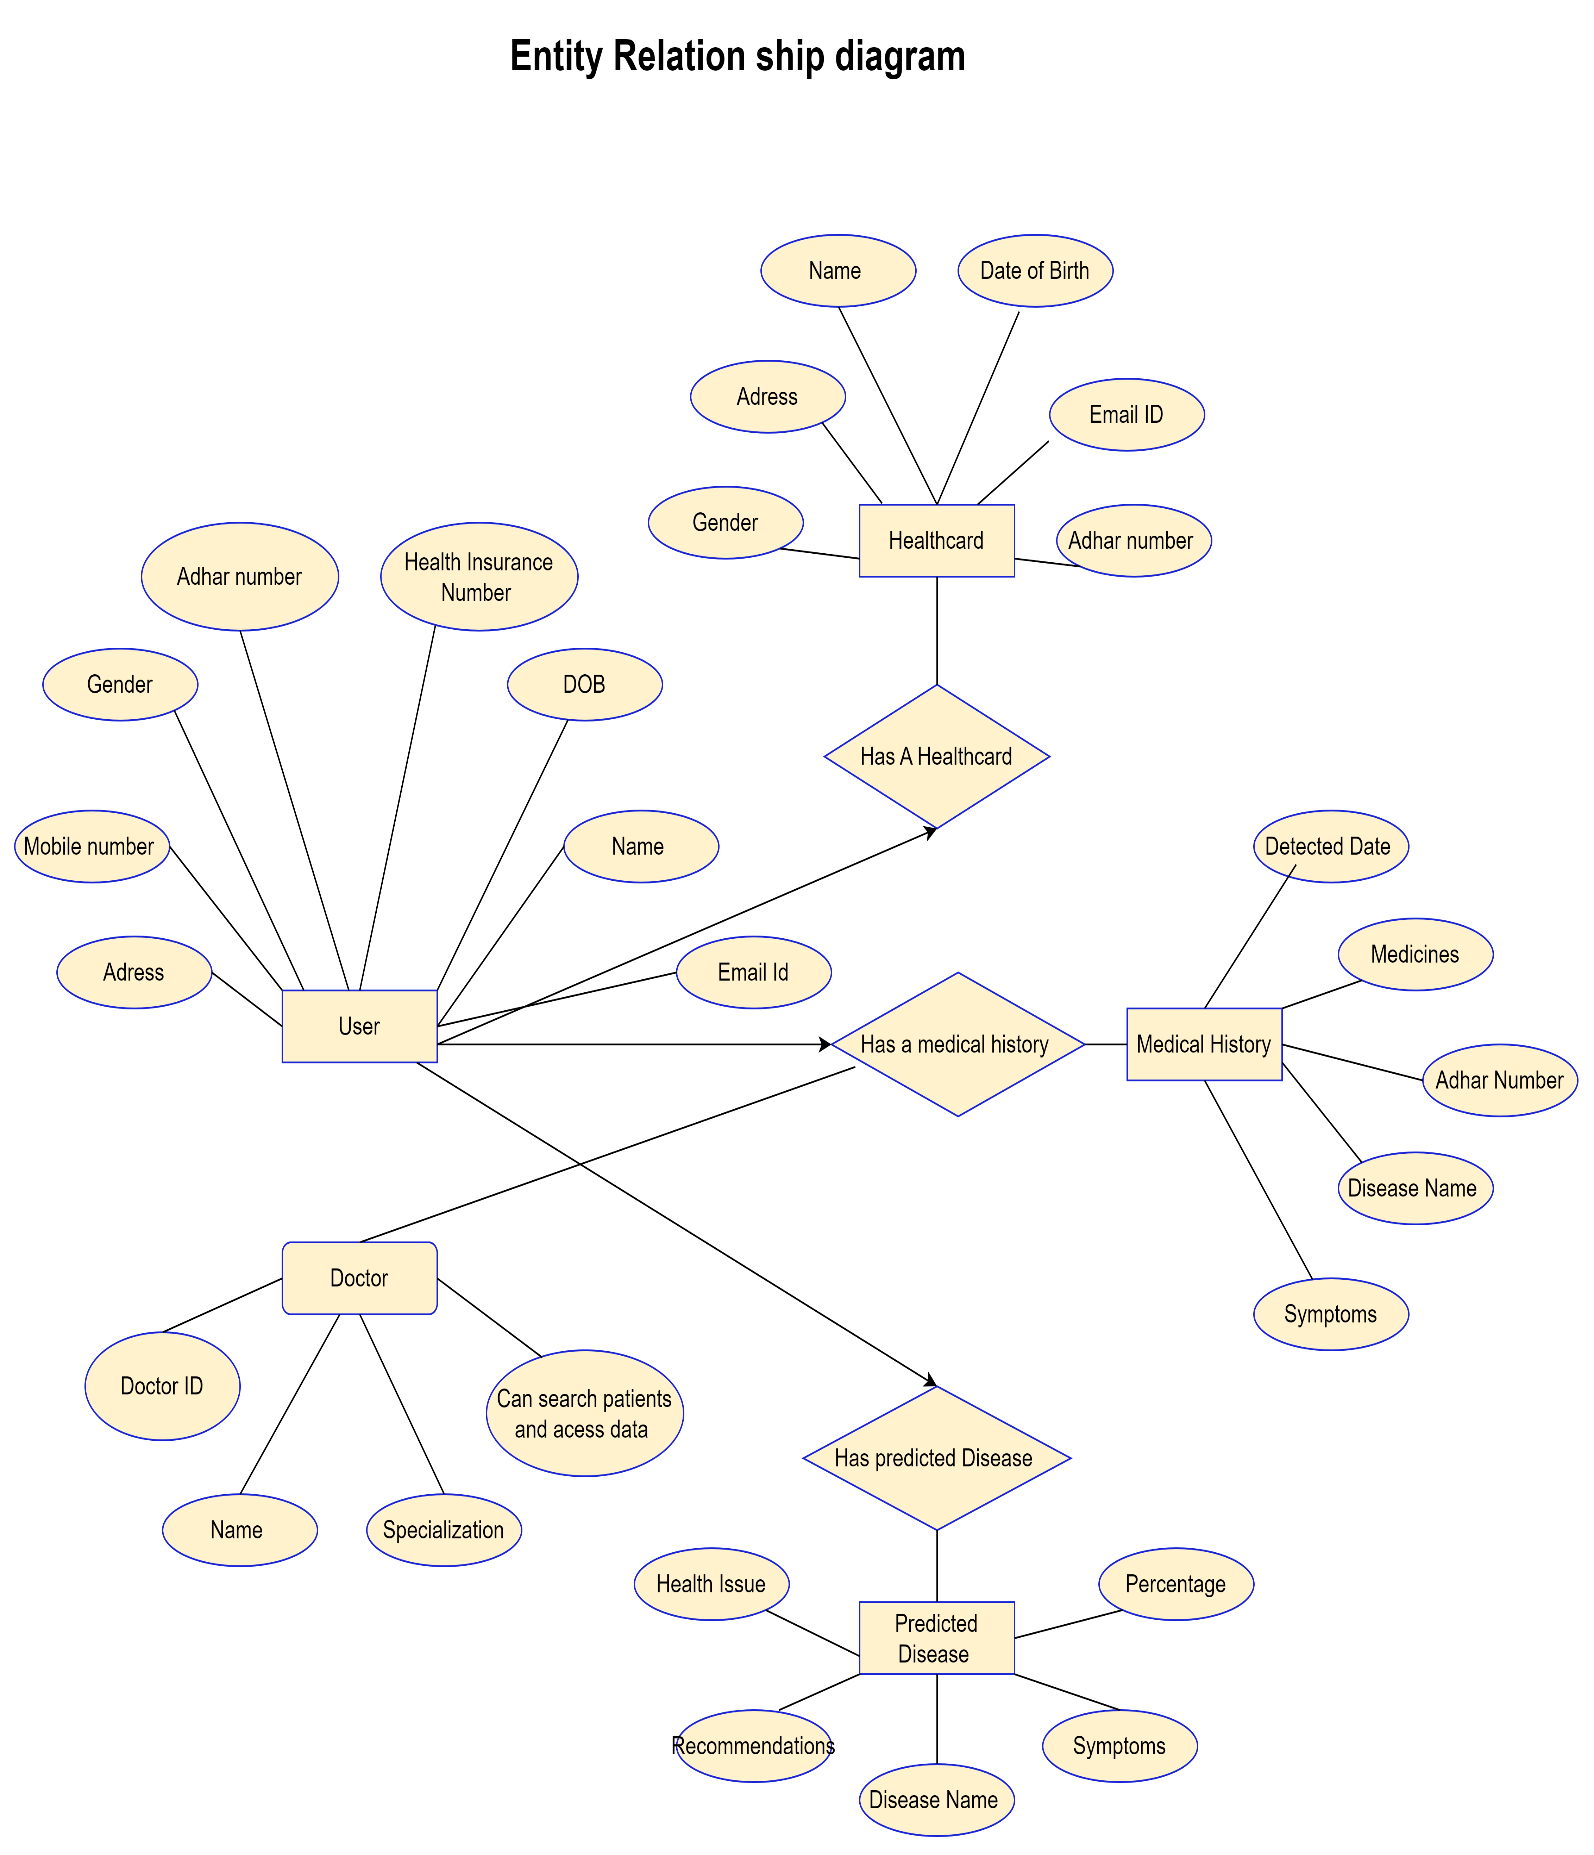 Entity Relation ship diagram
Name
Date of Birth
Adress
Email ID
Gender
Healthcard
Adhar number
Adhar number
Health Insurance
Number
Gender
DOB
Has A Healthcard
Mobile number
Name
Detected Date
Adress
Email Id
Medicines
User
Has a medical history
Medical History
Adhar Number
Disease Name
Doctor
Symptoms
Doctor ID
Can search patients
and acess data
Has predicted Disease
Name
Specialization
Health Issue
Percentage
Predicted
Disease
Recommendations
Symptoms
Disease Name